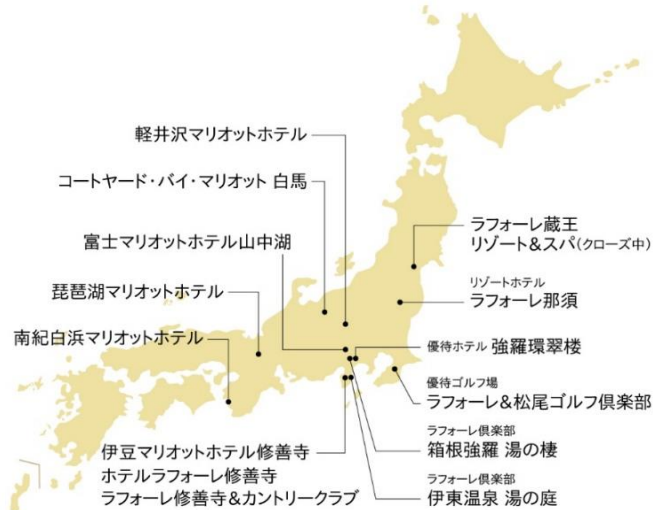 軽井沢マリオットホテル
コートヤード・バイ・マリオット 白馬
富士マリオットホテル山中湖
琵琶湖マリオットホテル
南紀白浜マリオットホテル
伊豆マリオットホテル修善寺
ホテルラフォーレ修善寺
ラフォーレ修善寺&カントリークラブ
ラフォーレ蔵王
リゾート&スパ(クローズ中)
リゾートホテル
ラフォーレ那須
優待ホテル 強羅環翠楼
優待ゴルフ場
ラフォーレ&松尾ゴルフ倶楽部
ラフォーレ倶楽部
箱根強羅 湯の棲
ラフォーレ倶楽部
伊東温泉 湯の庭